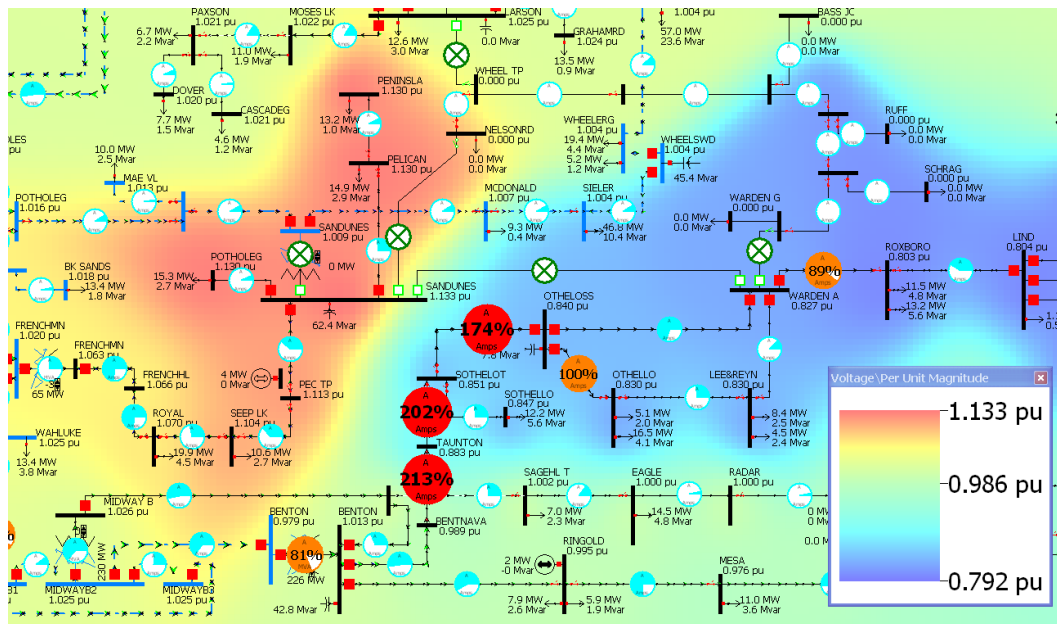 PAXSON
1.021 pu
MOSES LK
1.022 pu
LARSON
1.025 pu
1.004 pu
BASS JC
0.000 pu
6.7 MW
2.2 Mvar
11.0 MW
1.9 Mvar
12.6 MW
3.0 Mvar
0.0 Mvar
GRAHAMRD
1.024 pu
57.0 MW
23.6 Mvar
0.0 MW
0.0 Mvar
13.5 MW
0.9 Mvar
DOVER
1.020 pu
7.7 MW
1.5 Mvar
CASCADEG
1.021 pu
4.6 MW
1.2 Mvar
PENINSLA
1.130 pu
13.2 MW
1.0 Mvar
WHEEL TP
0.000 pu
NELSONRD
0.000 pu
0.0 MW
0.0 Mvar
WHEELERG
1.004 pu
19.4 MW
4.4 Mvar
5.2 MW
1.2 Mvar
WHEELSWD
1.004 pu
45.4 Mvar
RUFF
0.000 pu
0.0 MW
0.0 Mvar
SCHRAG
0.000 pu
0.0 MW
0.0 Mvar
OLES
10.0 MW
2.5 Mvar
MAE VL
1.013 pu
PELICAN
1.130 pu
14.9 MW
2.9 Mvar
MCDONALD
1.007 pu
9.3 MW
0.4 Mvar
SIELER
1.004 pu
46.8 MW
10.4 Mvar
WARDEN G
0.000 pu
0.0 MW
0.0 Mvar
POTHOLEG
1.016 pu
SANDUNES
1.009 pu
0 MW
BK SANDS
1.018 pu
13.4 MW
1.8 Mvar
POTHOLEG
1.130 pu
15.3 MW
2.7 Mvar
SANDUNES
1.133 pu
62.4 Mvar
ROXBORO
0.803 pu
11.5 MW
4.8 Mvar
13.2 MW
5.6 Mvar
LIND
0.804 pu
89%
Amps
WARDEN A
0.827 pu
OTHELOSS
0.840 pu
7.8 Mvar
174%
Amps
FRENCHMN
1.020 pu
FRENCHMN
1.063 pu
65 MW
FRENCHHL
1.066 pu
4 MW
0 Mvar
PEC TP
1.113 pu
ROYAL
1.070 pu
19.9 MW
4.5 Mvar
SEEP LK
1.104 pu
10.6 MW
2.7 Mvar
SOTHELOT
0.851 pu
100%
Amps
OTHELLO
0.830 pu
5.1 MW
2.0 Mvar
16.5 MW
4.1 Mvar
LEE&REYN
0.830 pu
8.4 MW
2.5 Mvar
4.5 MW
2.4 Mvar
202%
Amps
SOTHELLO
0.847 pu
12.2 MW
5.6 Mvar
WAHLUKE
1.025 pu
13.4 MW
3.8 Mvar
TAUNTON
0.883 pu
213%
Amps
SAGEHL T
1.002 pu
7.0 MW
2.3 Mvar
EAGLE
1.000 pu
14.5 MW
4.8 Mvar
RADAR
1.000 pu
0 M
0 Mv
0.0
MIDWAY B
1.026 pu
BENTON
0.979 pu
BENTON
1.013 pu
BENTNAVA
0.989 pu
81%
MVA
226 MW
42.8 Mvar
230 MW
MIDWAYB2
1.025 pu
MIDWAYB3
1.025 pu
RINGOLD
0.995 pu
2 MW
-0 Mvar
7.9 MW
2.6 Mvar
5.9 MW
1.9 Mvar
MESA
0.976 pu
11.0 MW
3.6 Mvar
Voltage\Per Unit Magnitude
1.133 pu
0.986 pu
0.792 pu